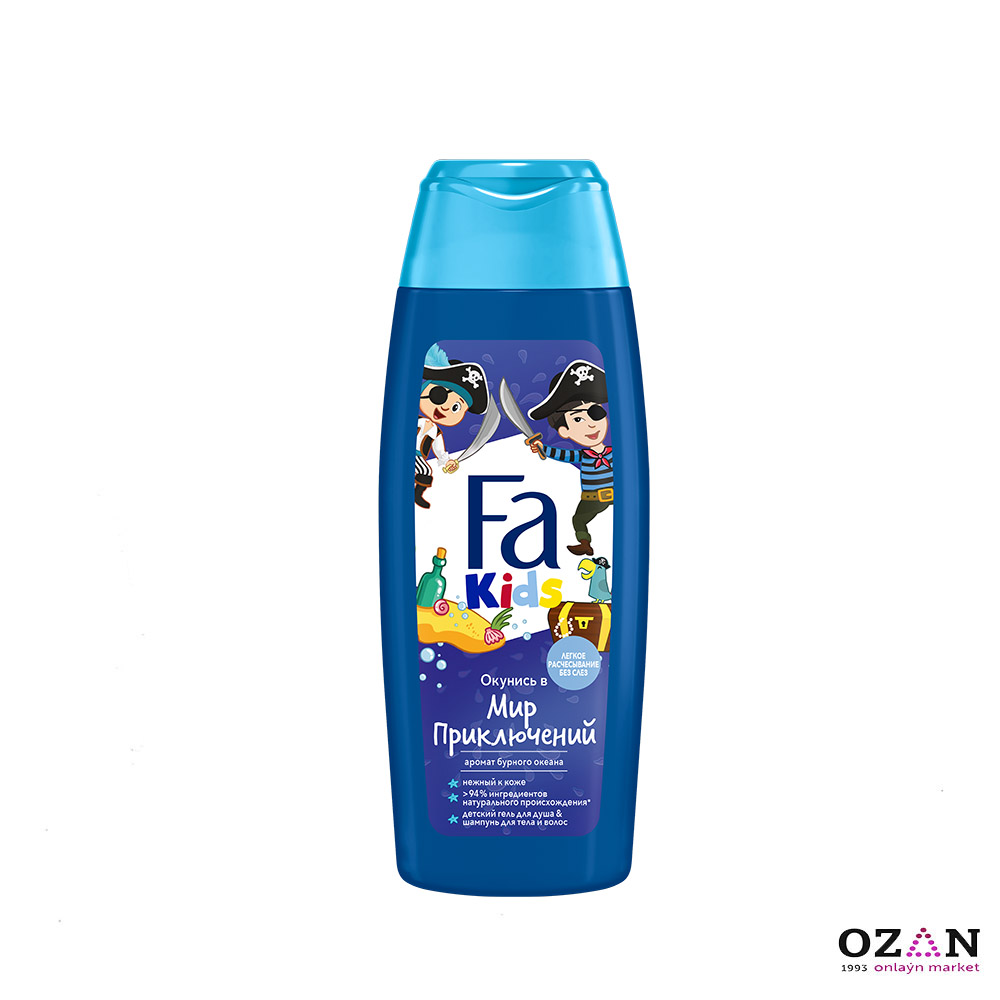 Fa
Kids
ЛЕГКОЕ
РАСЧЕСЫВАНИЕ
БЕЗ СЛЕЗ
Окунись в
Мир
Приключений
аромат бурного океана
нежный к коже
>94% ингредиентов
натурального происхождения*
детский гель для душа &
шампунь для тела и волос
OZAN
1993 onlaýn market